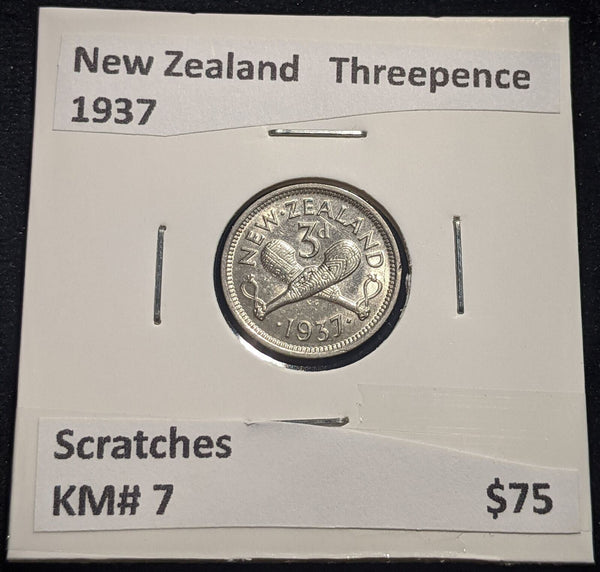 New Zealand Threepence
1937
NEW·ZEALAND
3d
·1937·
Scratches
KM# 7 $75